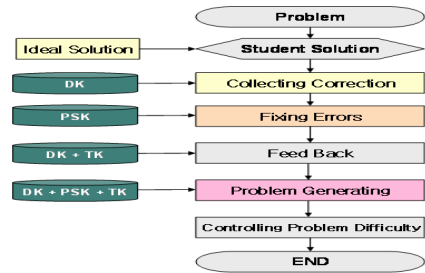 Problem
Ideal Solution
Student Solution
DK
Collecting Correction
PSK
Fixing Errors
DK + TK
Feed Back
DK + PSK + TK
Problem Generating
Controlling Problem Difficulty
END